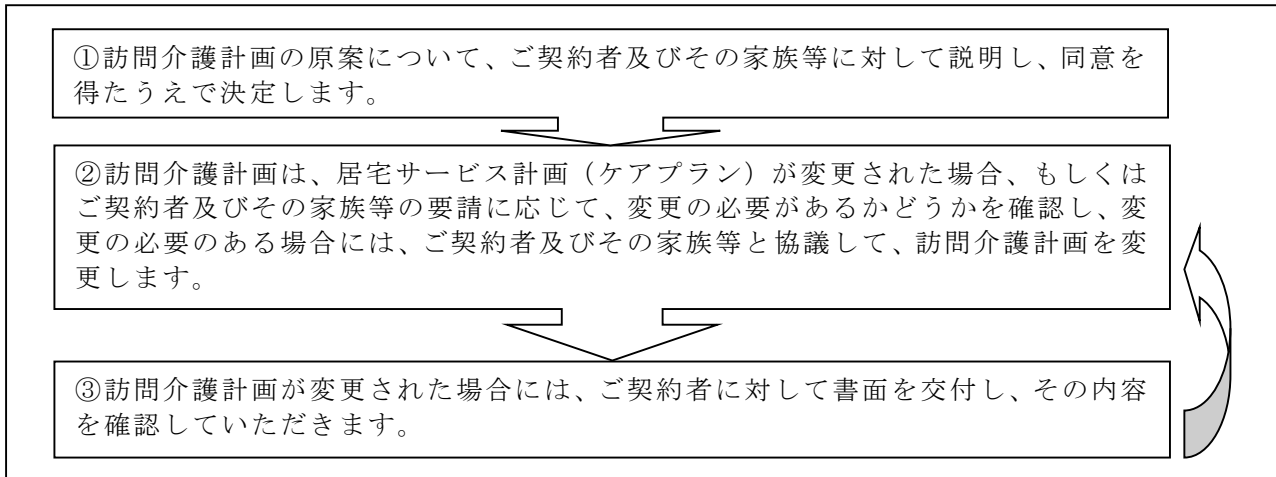 ①訪問介護計画の原案について、ご契約者及びその家族等に対して説明し、同意を
得たうえで決定します。
②訪問介護計画は、居宅サービス計画（ケアプラン）が変更された場合、もしくは
ご契約者及びその家族等の要請に応じて、変更の必要があるかどうかを確認し、変
更の必要のある場合には、ご契約者及びその家族等と協議して、訪問介護計画を変
更します。
③訪問介護計画が変更された場合には、ご契約者に対して書面を交付し、その内容
を確認していただきます。